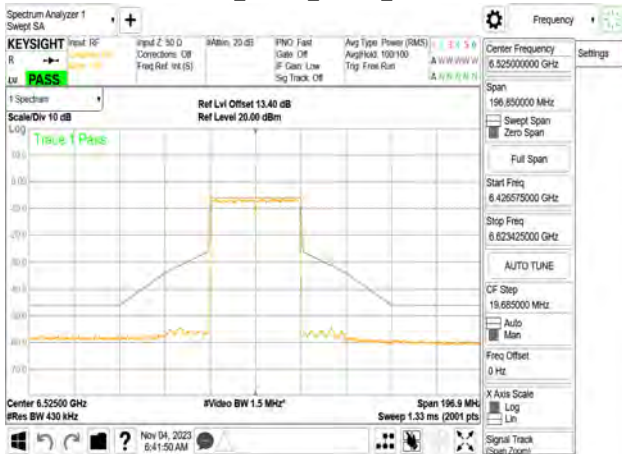 Spectrum Analyzer 1
Swept SA
+
Frequency
KEYSIGHT
Input: RF
Input Z: 50 Ω
Corrections: Off
Freq Ref: Int (S)
#Atten: 20 dB
PNO: Fast
Gate: Off
IF Gain: Low
Sig Track: Off
Avg Type: Power (RMS)
Avg|Hold: 100/100
Trig: Free Run
R
LU
PASS
1 Spectrum
Scale/Div 10 dB
Ref Lvl Offset 13.40 dB
Ref Level 20.00 dBm
Log
Trace 1 Pass
Center 6.52500 GHz
#Res BW 430 kHz
#Video BW 1.5 MHz*
Span 196.9 MHz
Sweep 1.33 ms (2001 pts)
Nov 04, 2023
6:41:50 AM
Center Frequency
6.525000000 GHz
Settings
Span
196.850000 MHz
Swept Span
Zero Span
Full Span
Start Freq
6.426575000 GHz
Stop Freq
6.623425000 GHz
AUTO TUNE
CF Step
19.685000 MHz
Auto
Man
Freq Offset
0 Hz
X Axis Scale
Log
Lin
Signal Track
(Span Zoom)